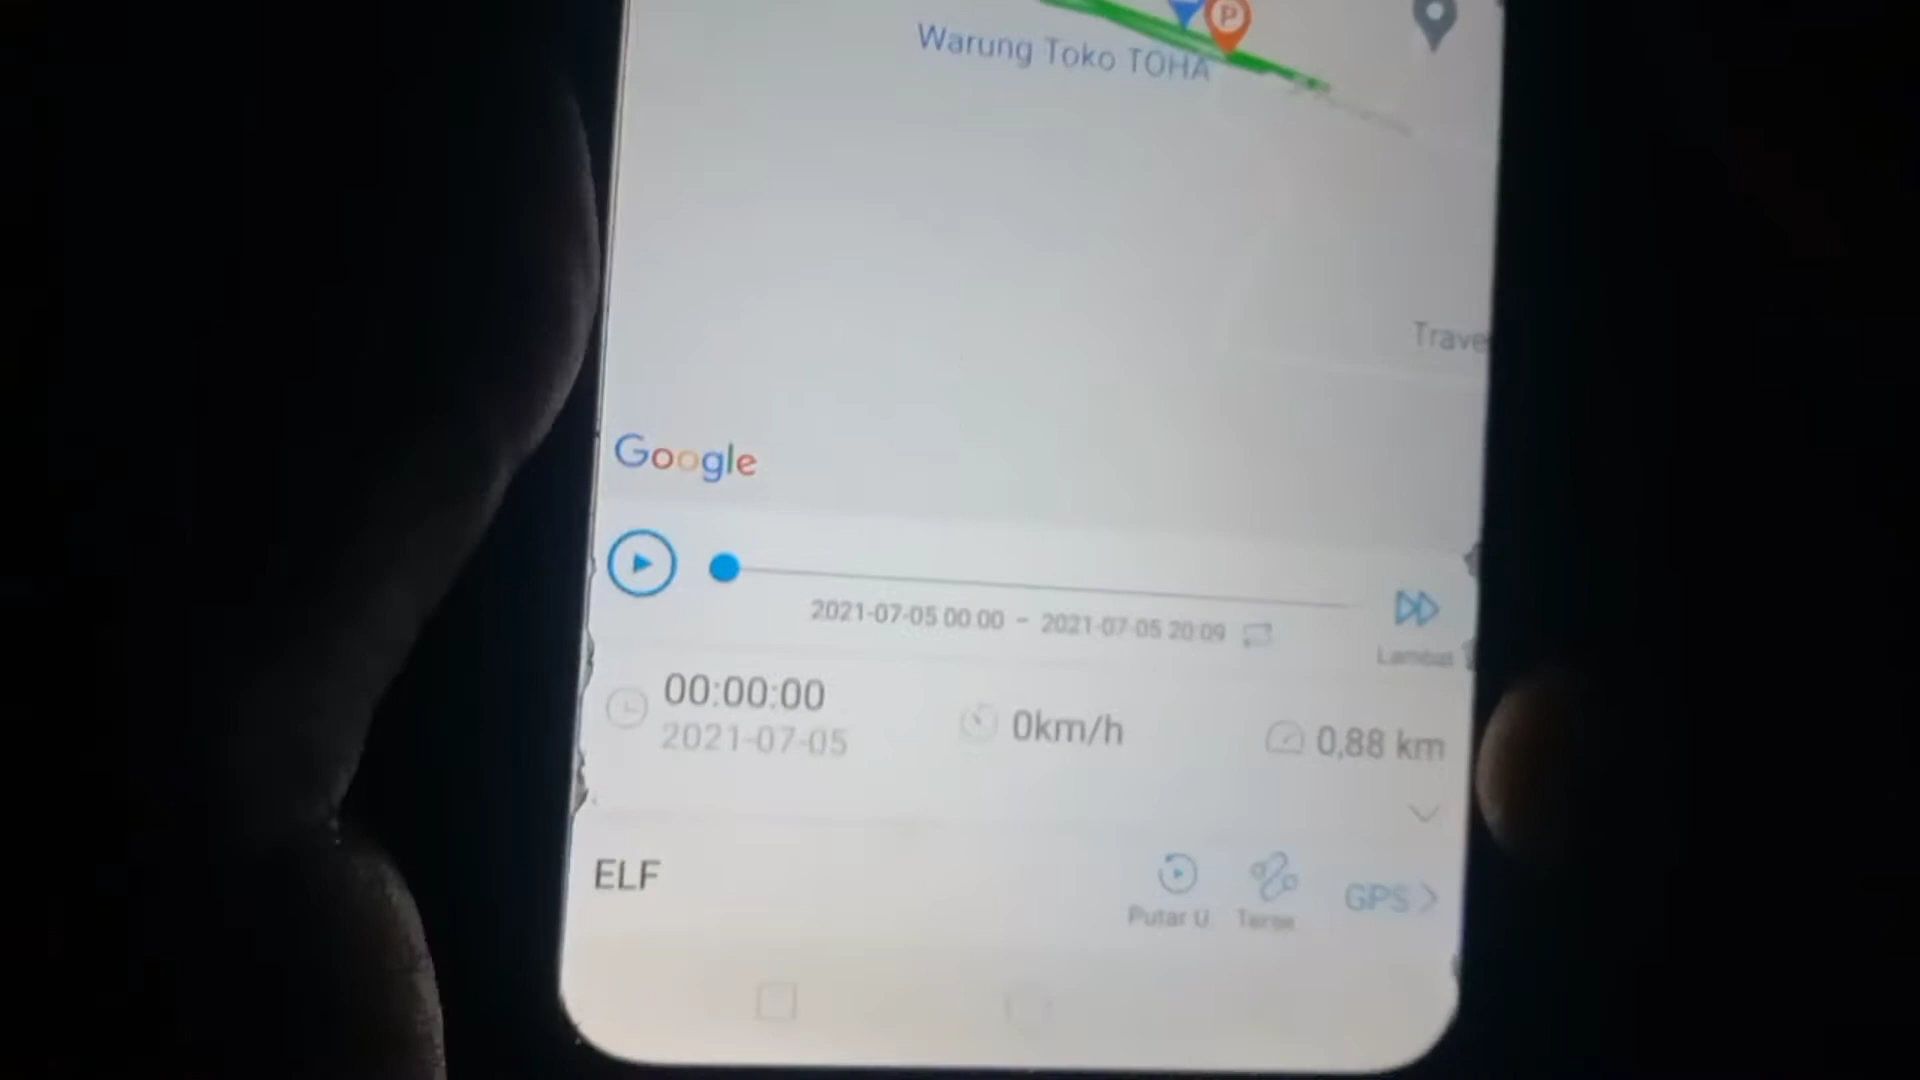 P
Warung Toko TOHA
Trave
Google
2021-07-05 00:00 - 2021-07-05 20:09
Lambat
00:00:00
2021-07-05
0km/h
0,88 km
ELF
Putar U
GPS